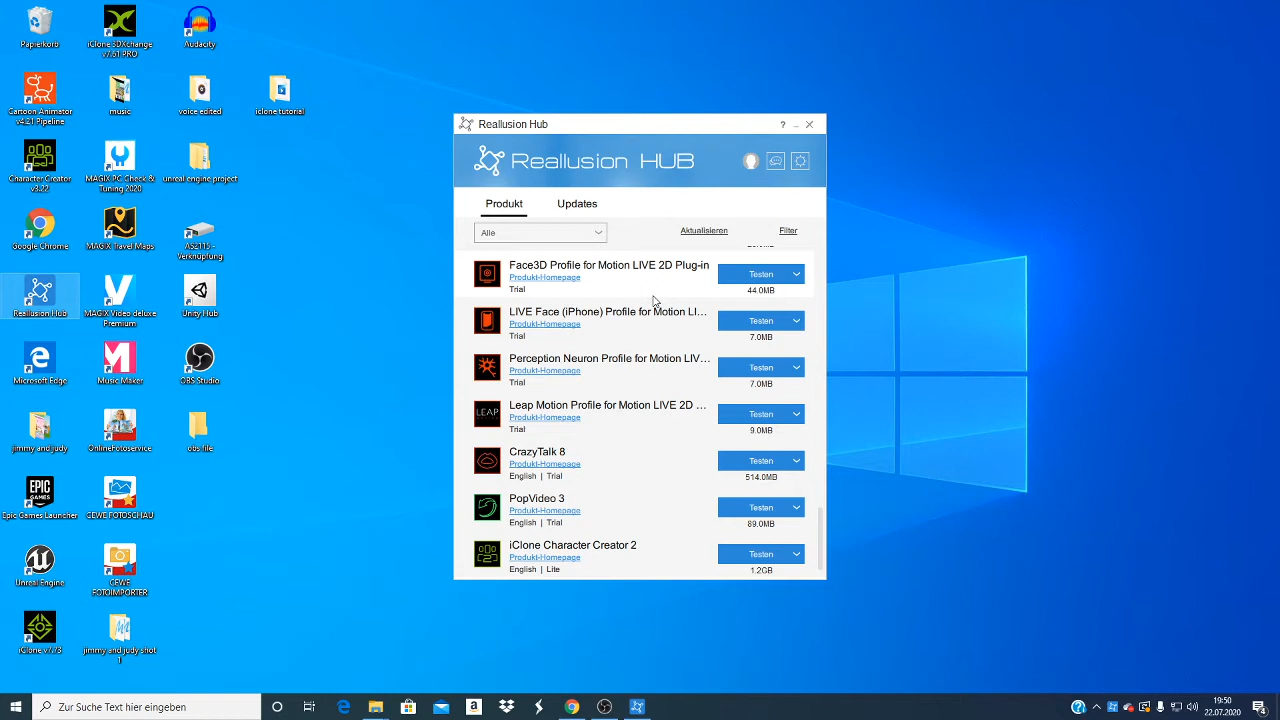 Papierkorb
iClone 3DXchange
v7.61 PRO
Audacity
Cartoon Animator
v4.21 Pipeline
music
voice edited
iclone tutorial
Character Creator
v3.22
MAGIX PC Check &
Tuning 2020
unreal engine project
Google Chrome
MAGIX Travel Maps
AS2115 -
Verknüpfung
Reallusion Hub
MAGIX Video deluxe
Premium
Unity Hub
Microsoft Edge
Music Maker
OBS Studio
jimmy and judy
OnlineFotoservice
obs file
EPIC
GAMES
Epic Games Launcher
CEWE FOTOSCHAU
Unreal Engine
CEWE
FOTOIMPORTER
iClone v7.73
jimmy and judy shot
1
Reallusion Hub
?
Reallusion HUB
Produkt
Updates
Alle
Aktualisieren
Filter
Face3D Profile for Motion LIVE 2D Plug-in
Produkt-Homepage
Trial
Testen
44.0MB
LIVE Face (iPhone) Profile for Motion LI...
Produkt-Homepage
Trial
Testen
7.0MB
Perception Neuron Profile for Motion LIV...
Produkt-Homepage
Trial
Testen
7.0MB
LEAP
Leap Motion Profile for Motion LIVE 2D ...
Produkt-Homepage
Trial
Testen
9.0MB
CrazyTalk 8
Produkt-Homepage
English | Trial
Testen
514.0MB
PopVideo 3
Produkt-Homepage
English | Trial
Testen
89.0MB
iClone Character Creator 2
Produkt-Homepage
English | Lite
Testen
1.2GB
Zur Suche Text hier eingeben
19:50
22.07.2020